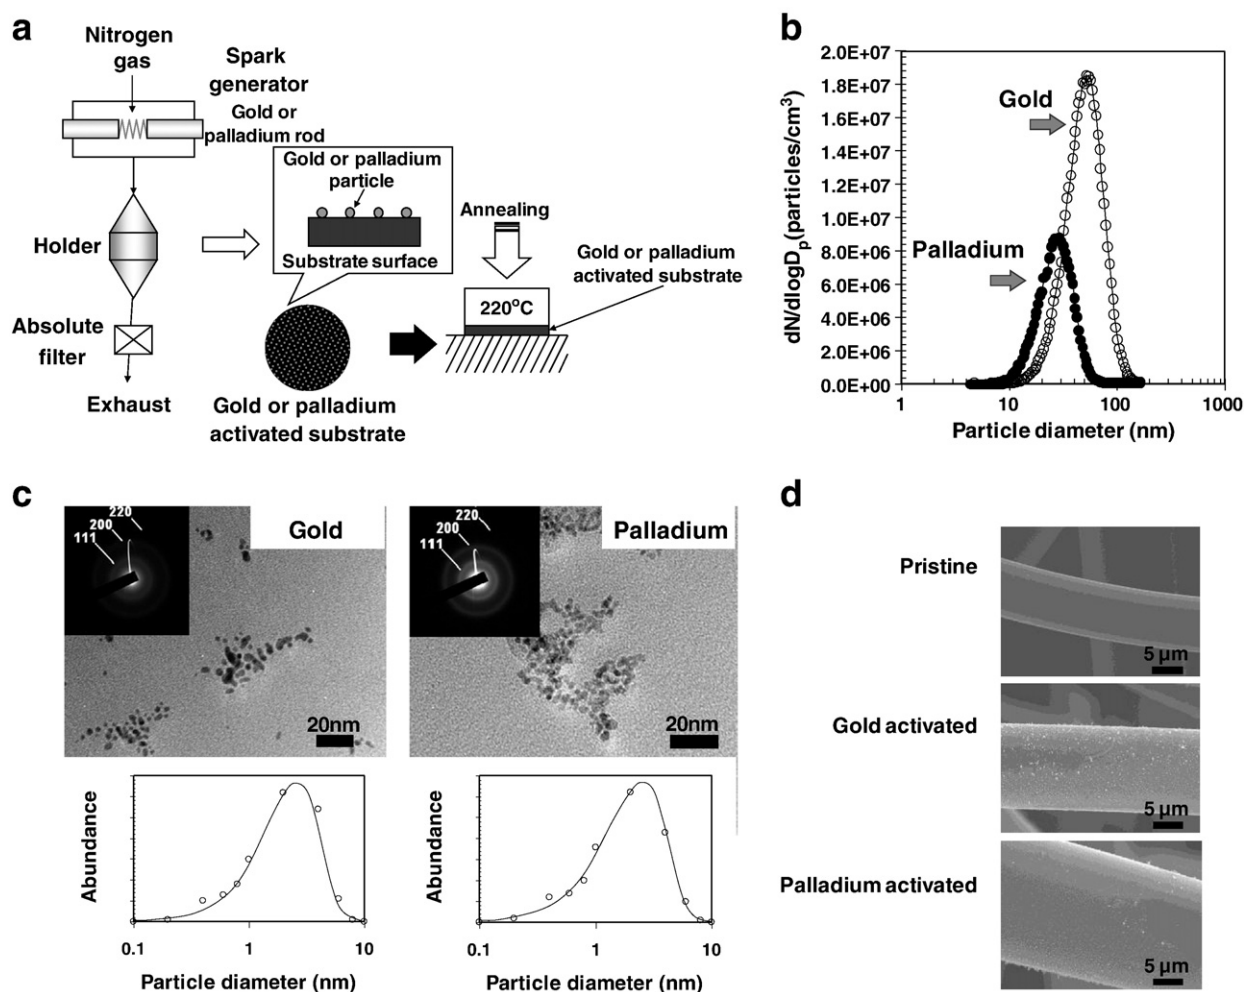 a
Nitrogen
gas
Spark
generator
Gold or
palladium rod
Gold or palladium
particle
Substrate surface
Holder
Absolute
filter
Exhaust
Annealing
Gold or palladium
activated substrate
220°C
Gold or palladium
activated substrate
b
2.0E+07
1.8E+07
1.6E+07
1.4E+07
1.2E+07
1.0E+07
8.0E+06
6.0E+06
4.0E+06
2.0E+06
0.0E+00
dN/dlogDp(particles/cm³)
Gold
Palladium
1
10
100
1000
Particle diameter (nm)
c
220
200
111
Gold
20nm
220
200
111
Palladium
20nm
Abundance
0.1
1
10
Particle diameter (nm)
Abundance
0.1
1
10
Particle diameter (nm)
d
Pristine
5 µm
Gold activated
5 µm
Palladium activated
5 µm